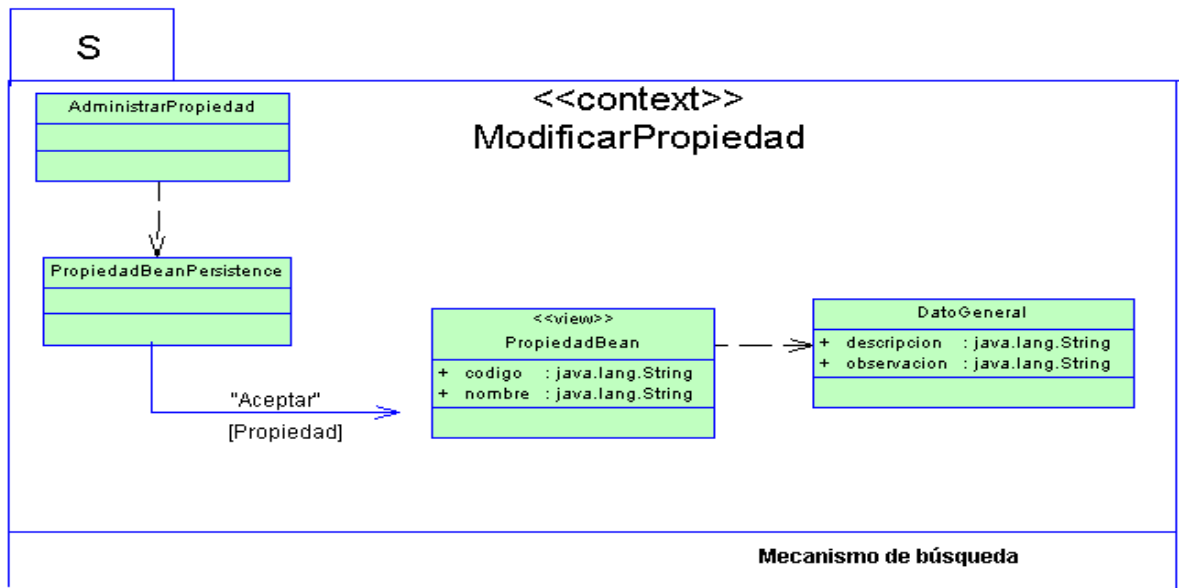 S
<<context>>
ModificarPropiedad
AdministrarPropiedad
PropiedadBeanPersistence
"Aceptar"
[Propiedad]
<<view>>
PropiedadBean
+ codigo : java.lang.String
+ nombre : java.lang.String
DatoGeneral
+ descripcion : java.lang.String
+ observacion : java.lang.String
Mecanismo de búsqueda